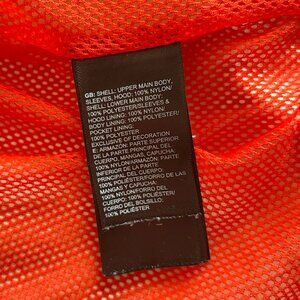 GB: SHELL: UPPER MAIN BODY,
SLEEVES, HOOD: 100% NYLON/
SHELL: LOWER MAIN BODY:
100% POLYESTER/SLEEVES &
HOOD LINING: 100% NYLON/
BODY LINING: 100% POLYESTER/
POCKET LINING:
100% POLYESTER
EXCLUSIVE OF DECORATION
E: ARMAZÓN: PARTE SUPERIOR
DE LA PARTE PRINCIPAL DEL
CUERPO, MANGAS, Y CAPUCHA:
100% NYLON/ARMAZÓN: PARTE
INFERIOR DE LA PARTE
PRINCIPAL DEL CUERPO:
100% POLIÉSTER/FORRO DE LAS
MANGAS Y CAPUCHA:
100% NYLON/FORRO DEL
CUERPO: 100% POLIÉSTER/
FORRO DEL BOLSILLO:
100% POLIÉSTER